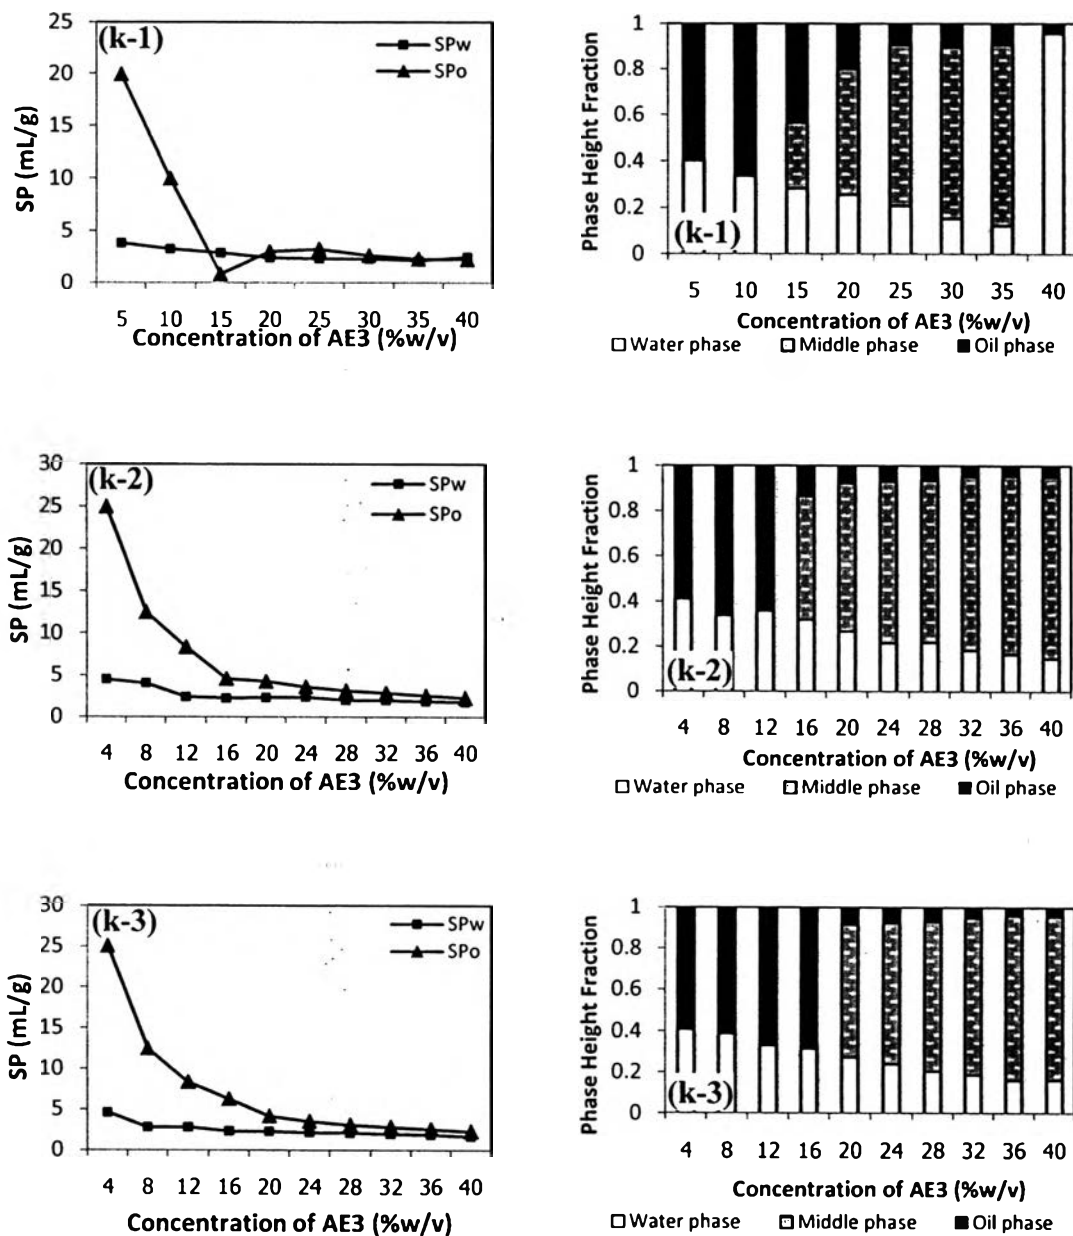 (k-1)
SPw
SPo
25
20
15
10
5
0
SP (mL/g)
5 10 15 20 25 30 35 40
Concentration of AE3 (%w/v)
1
0.8
0.6
0.4
0.2
0
Phase Height Fraction
(k-1)
5 10 15 20 25 30 35 40
Concentration of AE3 (%w/v)
Water phase Middle phase Oil phase
(k-2)
SPw
SPo
30
25
20
15
10
5
0
SP (mL/g)
4 8 12 16 20 24 28 32 36 40
Concentration of AE3 (%w/v)
1
0.8
0.6
0.4
0.2
0
Phase Height Fraction
(k-2)
4 8 12 16 20 24 28 32 36 40
Concentration of AE3 (%w/v)
Water phase Middle phase Oil phase
(k-3)
SPw
SPo
30
25
20
15
10
5
0
SP (mL/g)
4 8 12 16 20 24 28 32 36 40
Concentration of AE3 (%w/v)
1
0.8
0.6
0.4
0.2
0
Phase Height Fraction
(k-3)
4 8 12 16 20 24 28 32 36 40
Concentration of AE3 (%w/v)
Water phase Middle phase Oil phase